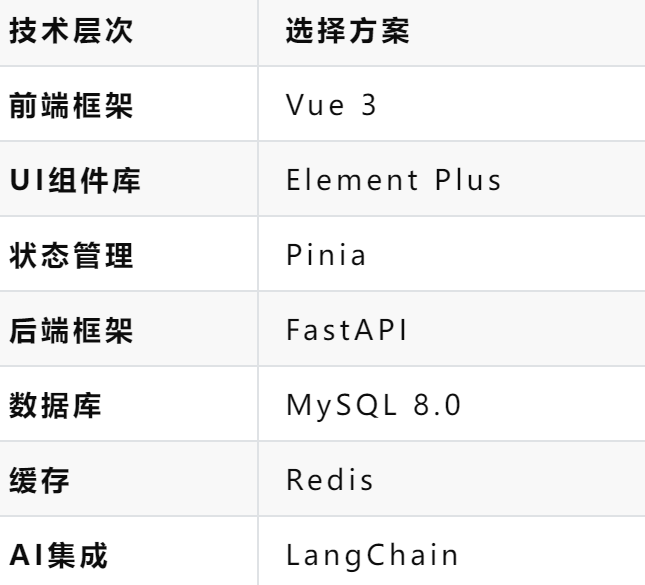 技术层次 选择方案
前端框架 Vue 3
UI组件库 Element Plus
状态管理 Pinia
后端框架 FastAPI
数据库 MySQL 8.0
缓存 Redis
AI集成 LangChain